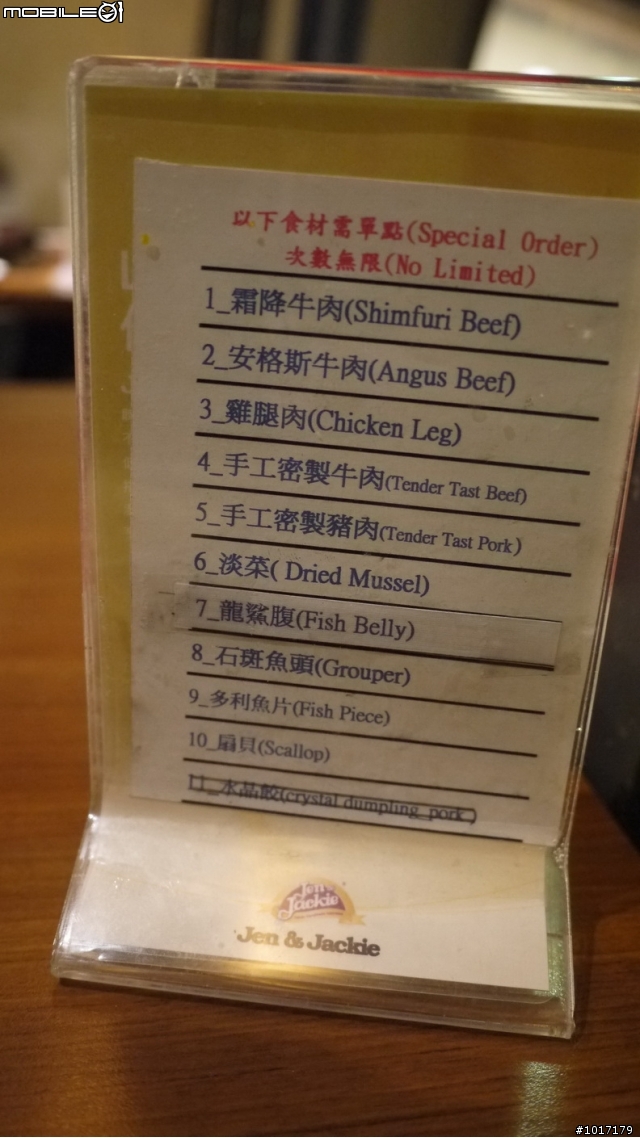 MOBILE01
以下食材需單點(Special Order)
次數無限(No Limited)
1_霜降牛肉(Shimfuri Beef)
2_安格斯牛肉(Angus Beef)
3_雞腿肉(Chicken Leg)
4_手工密製牛肉(Tender Tast Beef)
5_手工密製豬肉(Tender Tast Pork)
6_淡菜( Dried Mussel)
7_龍鯊腹(Fish Belly)
8_石斑魚頭(Grouper)
9_多利魚片(Fish Piece)
10_扇貝(Scallop)
11_水晶餃(crystal dumpling_pork )
Jen
Jackie
Jen & Jackie
#1017179